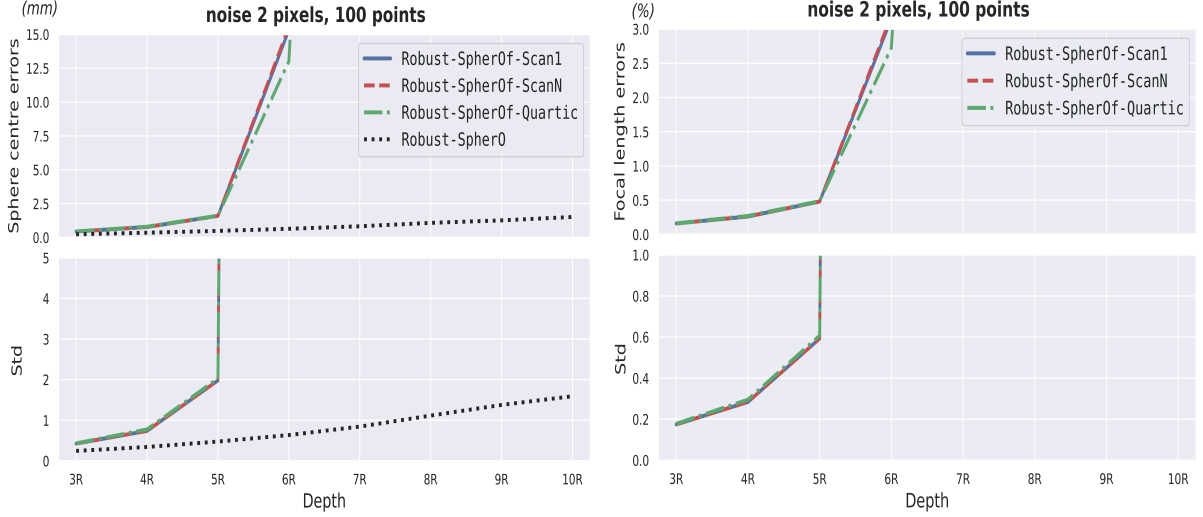 (mm)
noise 2 pixels, 100 points
Sphere centre errors
15.0
12.5
10.0
7.5
5.0
2.5
0.0
Robust-SpherOf-Scan1
Robust-SpherOf-ScanN
Robust-SpherOf-Quartic
Robust-SpherO
Std
5
4
3
2
1
0
3R 4R 5R 6R 7R 8R 9R 10R
Depth
(%)
noise 2 pixels, 100 points
Focal length errors
3.0
2.5
2.0
1.5
1.0
0.5
0.0
Robust-SpherOf-Scan1
Robust-SpherOf-ScanN
Robust-SpherOf-Quartic
Std
1.0
0.8
0.6
0.4
0.2
0.0
3R 4R 5R 6R 7R 8R 9R 10R
Depth